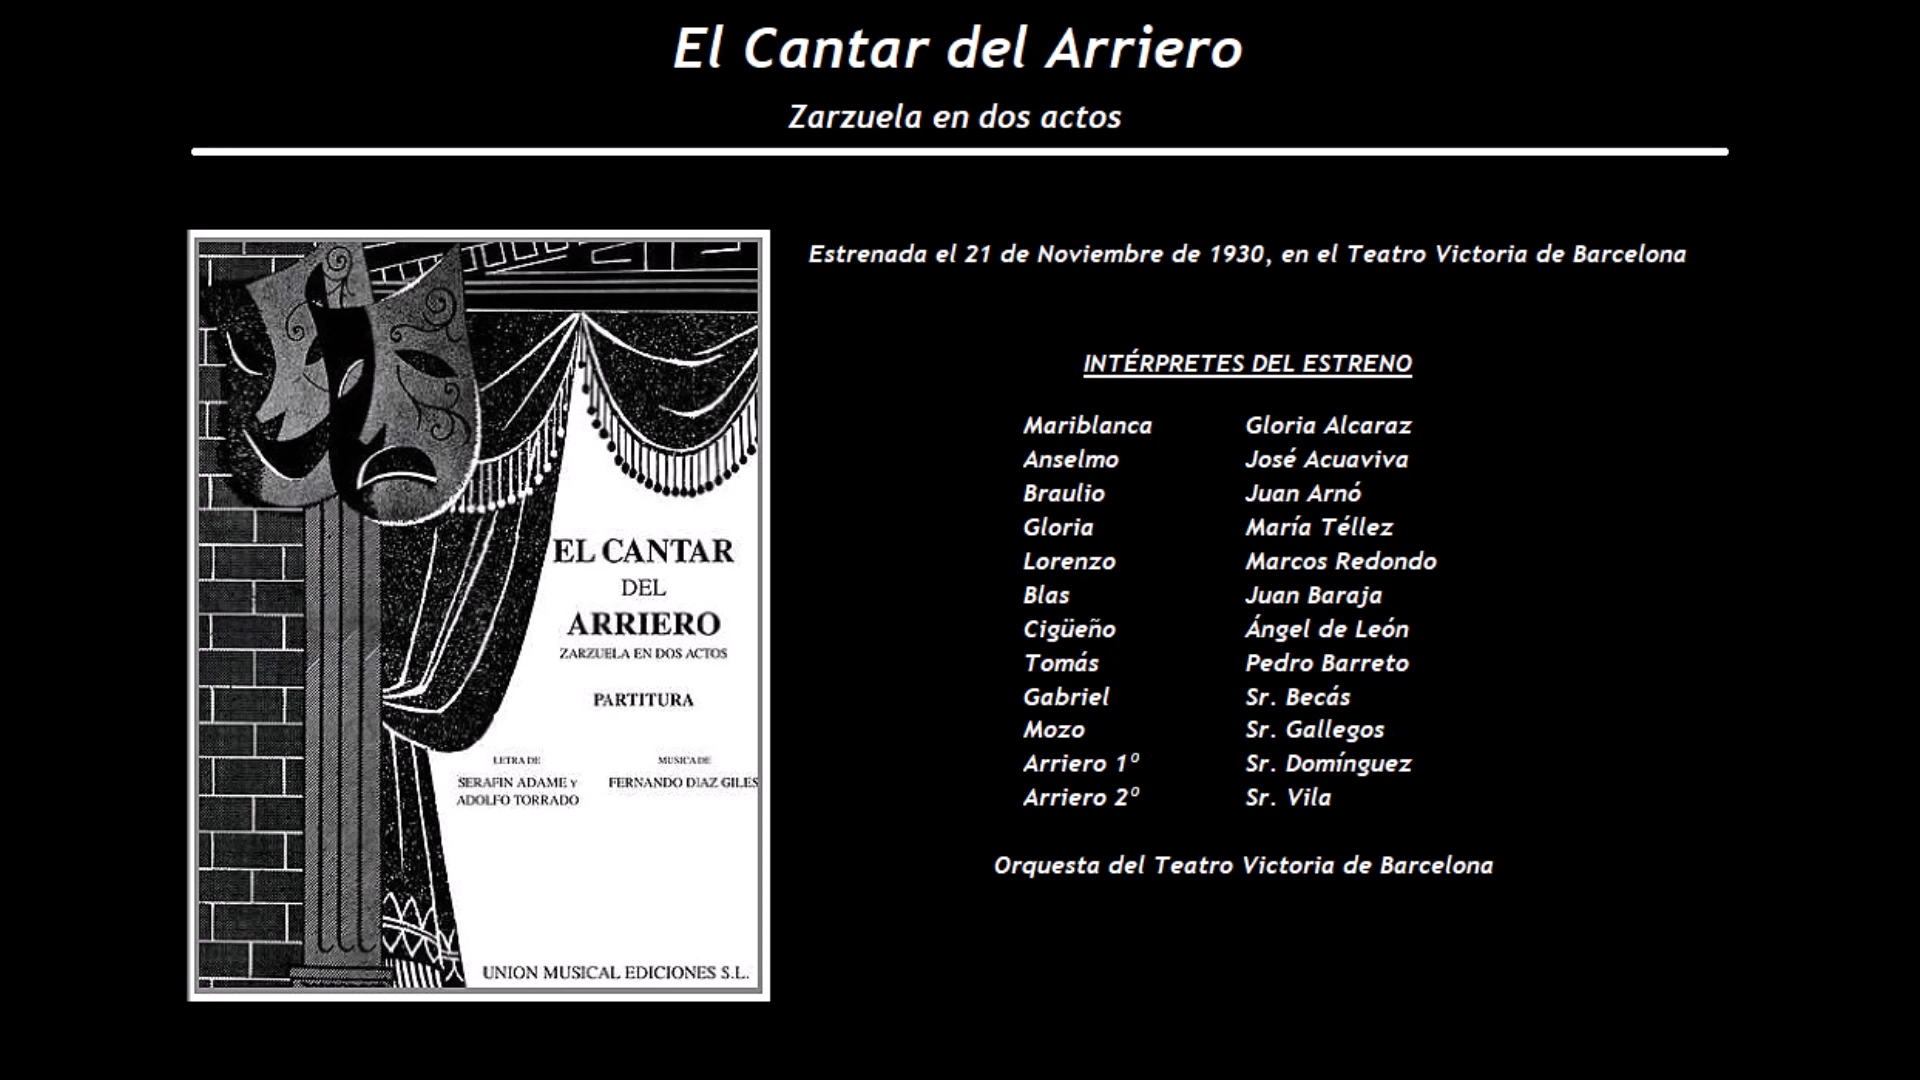 El Cantar del Arriero
Zarzuela en dos actos
EL CANTAR
DEL
ARRIERO
ZARZUELA EN DOS ACTOS
PARTITURA
LETRA DE
SERAFIN ADAME Y
ADOLFO TORRADO
MUSICA DE
FERNANDO DIAZ GILES
UNION MUSICAL EDICIONES S.L.
Estrenada el 21 de Noviembre de 1930, en el Teatro Victoria de Barcelona
INTÉRPRETES DEL ESTRENO
Mariblanca Gloria Alcaraz
Anselmo José Acuaviva
Braulio Juan Arnó
Gloria María Téllez
Lorenzo Marcos Redondo
Blas Juan Baraja
Cigüeño Ángel de León
Tomás Pedro Barreto
Gabriel Sr. Becás
Mozo Sr. Gallegos
Arriero 1º Sr. Domínguez
Arriero 2º Sr. Vila
Orquesta del Teatro Victoria de Barcelona